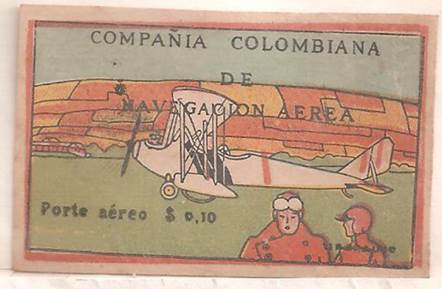 COMPAÑIA COLOMBIANA
DE
NAVEGACION AEREA
Porte aéreo $ 0,10